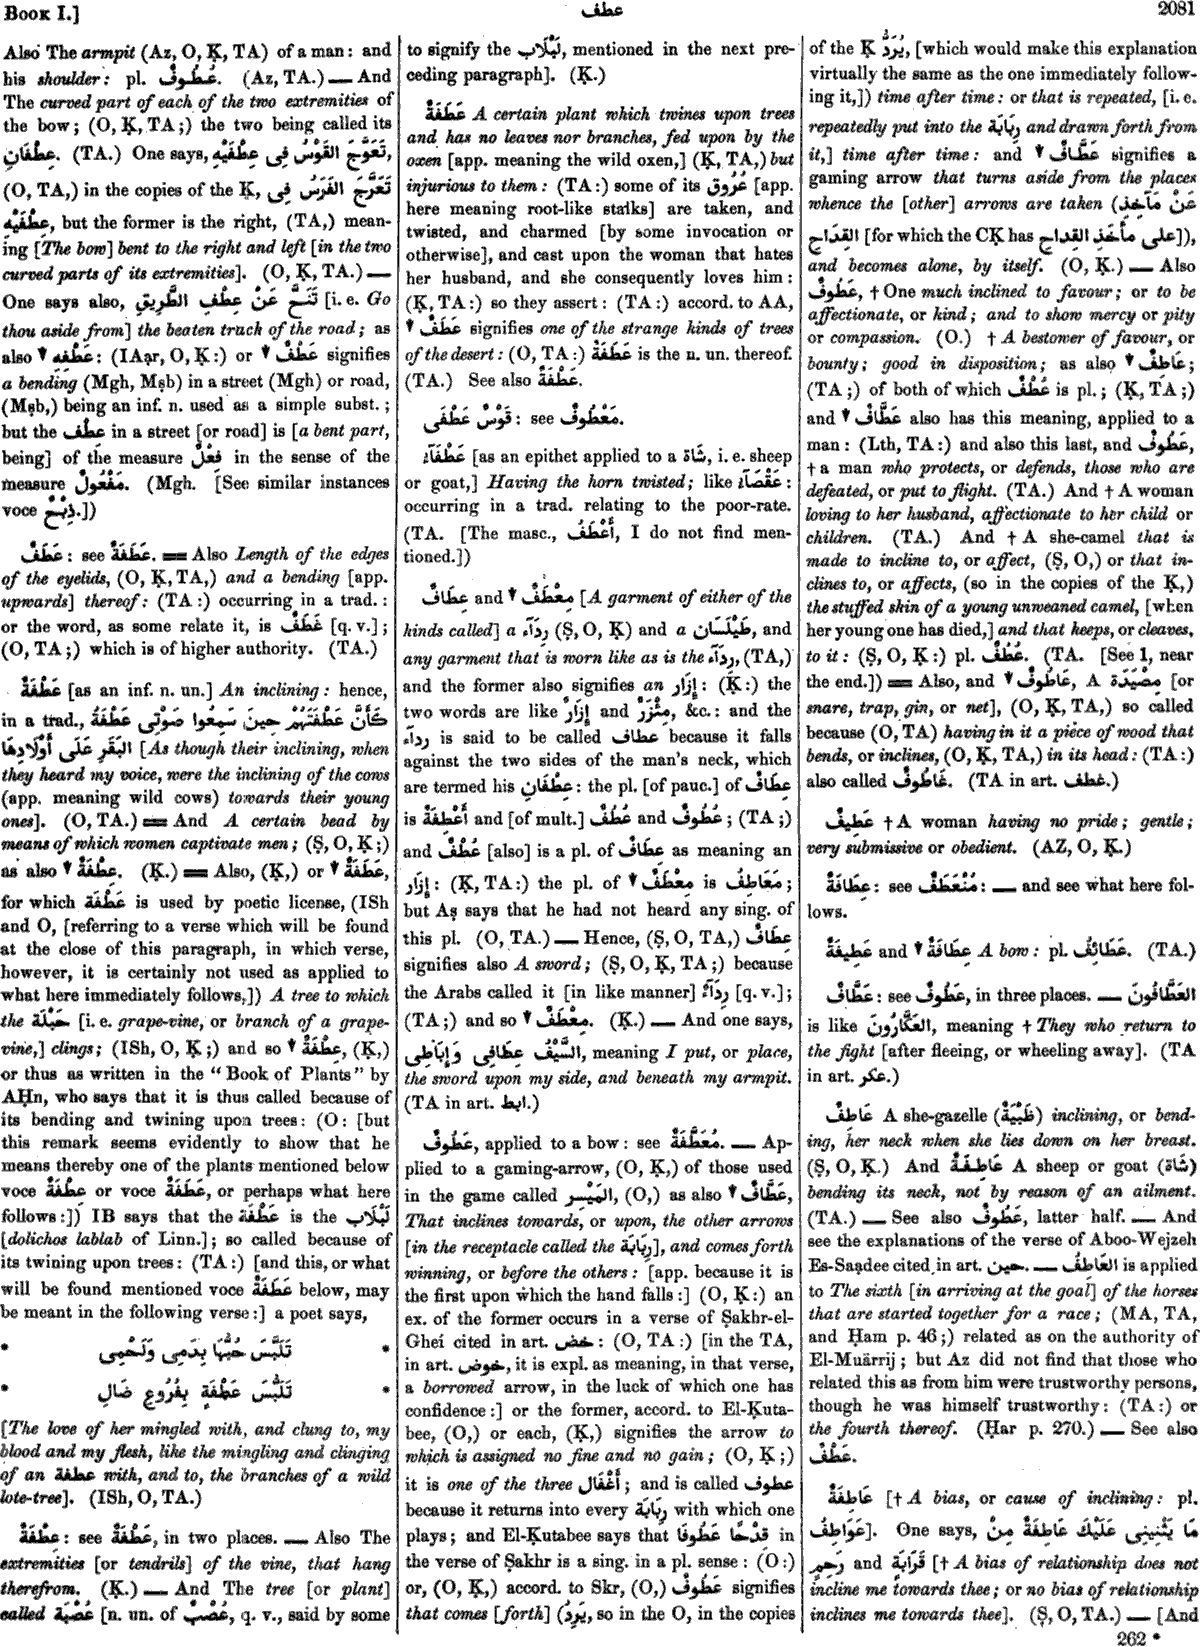 Book I.]
عطف
2081
Also The armpit (Az, O, Ḳ, TA) of a man: and
his shoulder: pl. عُطُوفٌ. (Az, TA.) — And
The curved part of each of the two extremities of
the bow; (O, Ḳ, TA;) the two being called its
عِطْفَانِ. (TA.) One says, تَعَوَّجَ القَوْسُ فِى عِطْفَيْهِ,
(O, TA,) in the copies of the Ḳ, تَعَرَّجَ الفَرَسُ فِى
عِطْفَيْهِ, but the former is the right, (TA,) mean-
ing [The bow] bent to the right and left [in the two
curved parts of its extremities]. (O, Ḳ, TA.) —
One says also, تَنَحَّ عَنْ عِطْفِ الطَّرِيقِ [i. e. Go
thou aside from] the beaten track of the road; as
also ▼ عَطْفِهِ: (IAạr, O, Ḳ:) or ▼ عَطْفٌ signifies
a bending (Mgh, Mṣb) in a street (Mgh) or road,
(Mṣb,) being an inf. n. used as a simple subst.;
but the عطف in a street [or road] is [a bent part,
being] of the measure فِعْلٌ in the sense of the
measure مَفْعُولٌ. (Mgh. [See similar instances
voce ذِبْحٌ.])
عَطَفٌ: see عَطَفَةٌ. == Also Length of the edges
of the eyelids, (O, Ḳ, TA,) and a bending [app.
upwards] thereof: (TA:) occurring in a trad.:
or the word, as some relate it, is غَطَفٌ [q. v.];
(O, TA;) which is of higher authority. (TA.)
عَطْفَةٌ [as an inf. n. un.] An inclining: hence,
in a trad., كَأَنَّ عَطْفَتَهُمْ حِينَ سَمِعُوا صَوْتِى عَطْفَةُ
البَقَرِ عَلَى أَوْلَادِهَا [As though their inclining, when
they heard my voice, were the inclining of the cows
(app. meaning wild cows) towards their young
ones]. (O, TA.) == And A certain bead by
means of which women captivate men; (Ṣ, O, Ḳ;)
as also ▼ عِطْفَةٌ. (Ḳ.) == Also, (Ḳ,) or ▼ عَطَفَةٌ,
for which عَطْفَة is used by poetic license, (ISh
and O, [referring to a verse which will be found
at the close of this paragraph, in which verse,
however, it is certainly not used as applied to
what here immediately follows,]) A tree to which
the حَبْلَة [i. e. grape-vine, or branch of a grape-
vine,] clings; (ISh, O, Ḳ;) and so ▼ عِطْفَةٌ, (Ḳ,)
or thus as written in the “Book of Plants” by
AḤn, who says that it is thus called because of
its bending and twining upon trees: (O: [but
this remark seems evidently to show that he
means thereby one of the plants mentioned below
voce عِطْفَةٌ or voce عَطَفَةٌ, or perhaps what here
follows:]) IB says that the عَطْفَة is the لَبْلَاب
[dolichos lablab of Linn.]; so called because of
its twining upon trees: (TA:) [and this, or what
will be found mentioned voce عَطَفَةٌ below, may
be meant in the following verse:] a poet says,
* تَلَبَّسَ حُبُّهَا بِدَمِى وَلَحْمِى *
* تَلَبُّسَ عَطْفَةٍ بِفُرُوعِ ضَالِ *
[The love of her mingled with, and clung to, my
blood and my flesh, like the mingling and clinging
of an عطفة with, and to, the branches of a wild
lote-tree]. (ISh, O, TA.)
عِطْفَةٌ: see عَطْفَةٌ, in two places. — Also The
extremities [or tendrils] of the vine, that hang
therefrom. (Ḳ.) — And The tree [or plant]
called عَصْبَة [n. un. of عَصْبٌ, q. v., said by some
to signify the لَبْلَاب, mentioned in the next pre-
ceding paragraph]. (Ḳ.)
عَطَفَةٌ A certain plant which twines upon trees
and has no leaves nor branches, fed upon by the
oxen [app. meaning the wild oxen,] (Ḳ, TA,) but
injurious to them: (TA:) some of its عُرُوق [app.
here meaning root-like stalks] are taken, and
twisted, and charmed [by some invocation or
otherwise], and cast upon the woman that hates
her husband, and she consequently loves him:
(Ḳ, TA:) so they assert: (TA:) accord. to AA,
▼ عَطَفٌ signifies one of the strange kinds of trees
of the desert: (O, TA:) عَطَفَةٌ is the n. un. thereof.
(TA.) See also عَطْفَةٌ.
قَوْسٌ عَطْفَى: see مَعْطُوفٌ.
عَطْفَآءُ [as an epithet applied to a شَاة, i. e. sheep
or goat,] Having the horn twisted; like عَقْصَآءُ:
occurring in a trad. relating to the poor-rate.
(TA. [The masc., أَعْطَفُ, I do not find men-
tioned.])
عِطَافٌ and ▼ مِعْطَفٌ [A garment of either of the
kinds called] a رِدَآء (Ṣ, O, Ḳ) and a طَيْلَسَان, and
any garment that is worn like as is the رِدَآء, (TA,)
and the former also signifies an إِزَار: (Ḳ:) the
two words are like إِزَارٌ and مِئْزَرٌ, &c.: and the
رداء is said to be called عطاف because it falls
against the two sides of the man's neck, which
are termed his عِطْفَانِ: the pl. [of pauc.] of عِطَافٌ
is أَعْطِفَةٌ and [of mult.] عُطُفٌ and عُطُوفٌ; (TA;)
and عُطْفٌ [also] is a pl. of عِطَافٌ as meaning an
إِزَار: (Ḳ, TA:) the pl. of ▼ مِعْطَفٌ is مَعَاطِفُ;
but Aṣ says that he had not heard any sing. of
this pl. (O, TA.) — Hence, (Ṣ, O, TA,) عِطَافٌ
signifies also A sword; (Ṣ, O, Ḳ, TA;) because
the Arabs called it [in like manner] رِدَآءٌ [q. v.];
(TA;) and so ▼ مِعْطَفٌ. (Ḳ.) — And one says,
السَّيْفُ عِطَافِى وَإِبَاطِى, meaning I put, or place,
the sword upon my side, and beneath my armpit.
(TA in art. ابط.)
عَطُوفٌ, applied to a bow: see مُعَطَّفَةٌ. — Ap-
plied to a gaming-arrow, (O, Ḳ,) of those used
in the game called المَيْسِر, (O,) as also ▼ عَطَّافٌ,
That inclines towards, or upon, the other arrows
[in the receptacle called the رِبَابَة], and comes forth
winning, or before the others: [app. because it is
the first upon which the hand falls:] (O, Ḳ:) an
ex. of the former occurs in a verse of Ṣakhr-el-
Gheí cited in art. خض: (O, TA:) [in the TA,
in art. خوض, it is expl. as meaning, in that verse,
a borrowed arrow, in the luck of which one has
confidence:] or the former, accord. to El-Ḳuta-
bee, (O,) or each, (Ḳ,) signifies the arrow to
which is assigned no fine and no gain; (O, Ḳ;)
it is one of the three أَغْفَال; and is called عطوف
because it returns into every رِبَابَة with which one
plays; and El-Ḳutabee says that قِدْحًا عَطُوفًا in
the verse of Ṣakhr is a sing. in a pl. sense: (O:)
or, (O, Ḳ,) accord. to Skr, (O,) عَطُوفٌ signifies
that comes [forth] (يَرِدُ, so in the O, in the copies
of the Ḳ يُرَدُّ, [which would make this explanation
virtually the same as the one immediately follow-
ing it,]) time after time: or that is repeated, [i. e.
repeatedly put into the رِبَابَة and drawn forth from
it,] time after time: and ▼ عَطَّافٌ signifies a
gaming arrow that turns aside from the places
whence the [other] arrows are taken (عَنْ مَآخِذِ
القِدَاحِ [for which the CḲ has على مأْخَذِ القِداحِ]),
and becomes alone, by itself. (O, Ḳ.) — Also
عَطُوفٌ, † One much inclined to favour; or to be
affectionate, or kind; and to show mercy or pity
or compassion. (O.) † A bestower of favour, or
bounty; good in disposition; as also ▼ عَاطِفٌ;
(TA;) of both of which عُطُفٌ is pl.; (Ḳ, TA;)
and ▼ عَطَّافٌ also has this meaning, applied to a
man: (Lth, TA:) and also this last, and عَطُوفٌ,
† a man who protects, or defends, those who are
defeated, or put to flight. (TA.) And † A woman
loving to her husband, affectionate to her child or
children. (TA.) And † A she-camel that is
made to incline to, or affect, (Ṣ, O,) or that in-
clines to, or affects, (so in the copies of the Ḳ,)
the stuffed skin of a young unweaned camel, [when
her young one has died,] and that keeps, or cleaves,
to it: (Ṣ, O, Ḳ:) pl. عُطُفٌ. (TA. [See 1, near
the end.]) == Also, and ▼ عَاطُوفٌ, A مِصْيَدَة [or
snare, trap, gin, or net], (O, Ḳ, TA,) so called
because (O, TA) having in it a piece of wood that
bends, or inclines, (O, Ḳ, TA,) in its head: (TA:)
also called غَاطُوفٌ. (TA in art. غطف.)
عَطِيفٌ † A woman having no pride; gentle;
very submissive or obedient. (AZ, O, Ḳ.)
عِطَافَةٌ: see مُنْعَطَفٌ: — and see what here fol-
lows.
عَطِيفَةٌ and ▼ عِطَافَةٌ A bow: pl. عَطَائِفُ. (TA.)
عَطَّافٌ: see عَطُوفٌ, in three places. — العَطَّافُونَ
is like العَكَّارُونَ, meaning † They who return to
the fight [after fleeing, or wheeling away]. (TA
in art. عكر.)
عَاطِفٌ A she-gazelle (ظَبْيَةٌ) inclining, or bend-
ing, her neck when she lies down on her breast.
(Ṣ, O, Ḳ.) And عَاطِفَةٌ A sheep or goat (شَاة)
bending its neck, not by reason of an ailment.
(TA.) — See also عَطُوفٌ, latter half. — And
see the explanations of the verse of Aboo-Wejzeh
Es-Saạdee cited in art. حين. — العَاطِفُ is applied
to The sixth [in arriving at the goal] of the horses
that are started together for a race; (MA, TA,
and Ḥam p. 46;) related as on the authority of
El-Muärrij; but Az did not find that those who
related this as from him were trustworthy persons,
though he was himself trustworthy: (TA:) or
the fourth thereof. (Ḥar p. 270.) — See also
عَطْفٌ.
عَاطِفَةٌ [† A bias, or cause of inclining: pl.
عَوَاطِفُ]. One says, مَا يَثْنِينِى عَلَيْكَ عَاطِفَةٌ مِنْ
رَحِمٍ and قَرَابَةٍ [† A bias of relationship does not
incline me towards thee; or no bias of relationship
inclines me towards thee]. (Ṣ, O, TA.) — [And
262 *